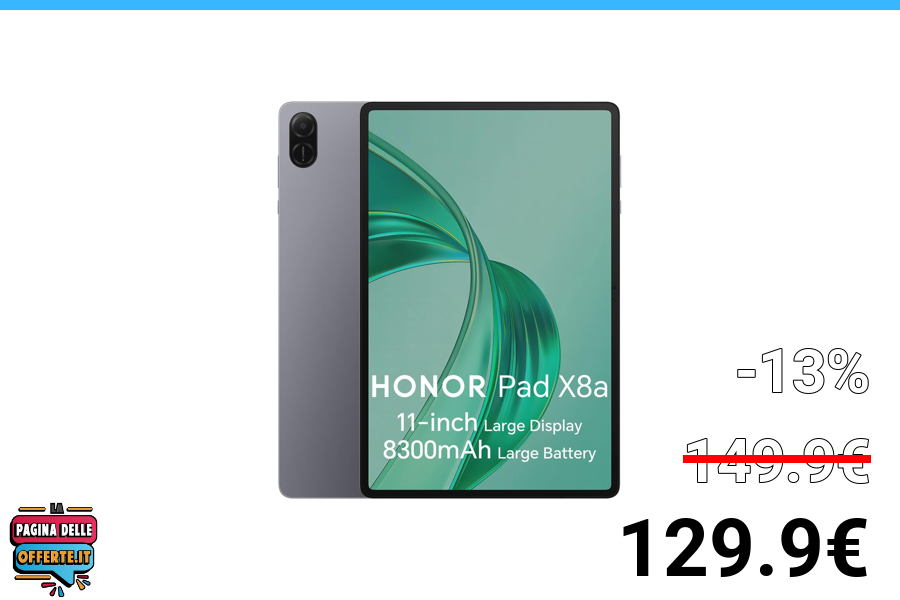 HONOR Pad X8a
11-inch Large Display
8300mAh Large Battery
-13%
149.9€
129.9€
LA
PAGINA DELLE
OFFERTE.IT